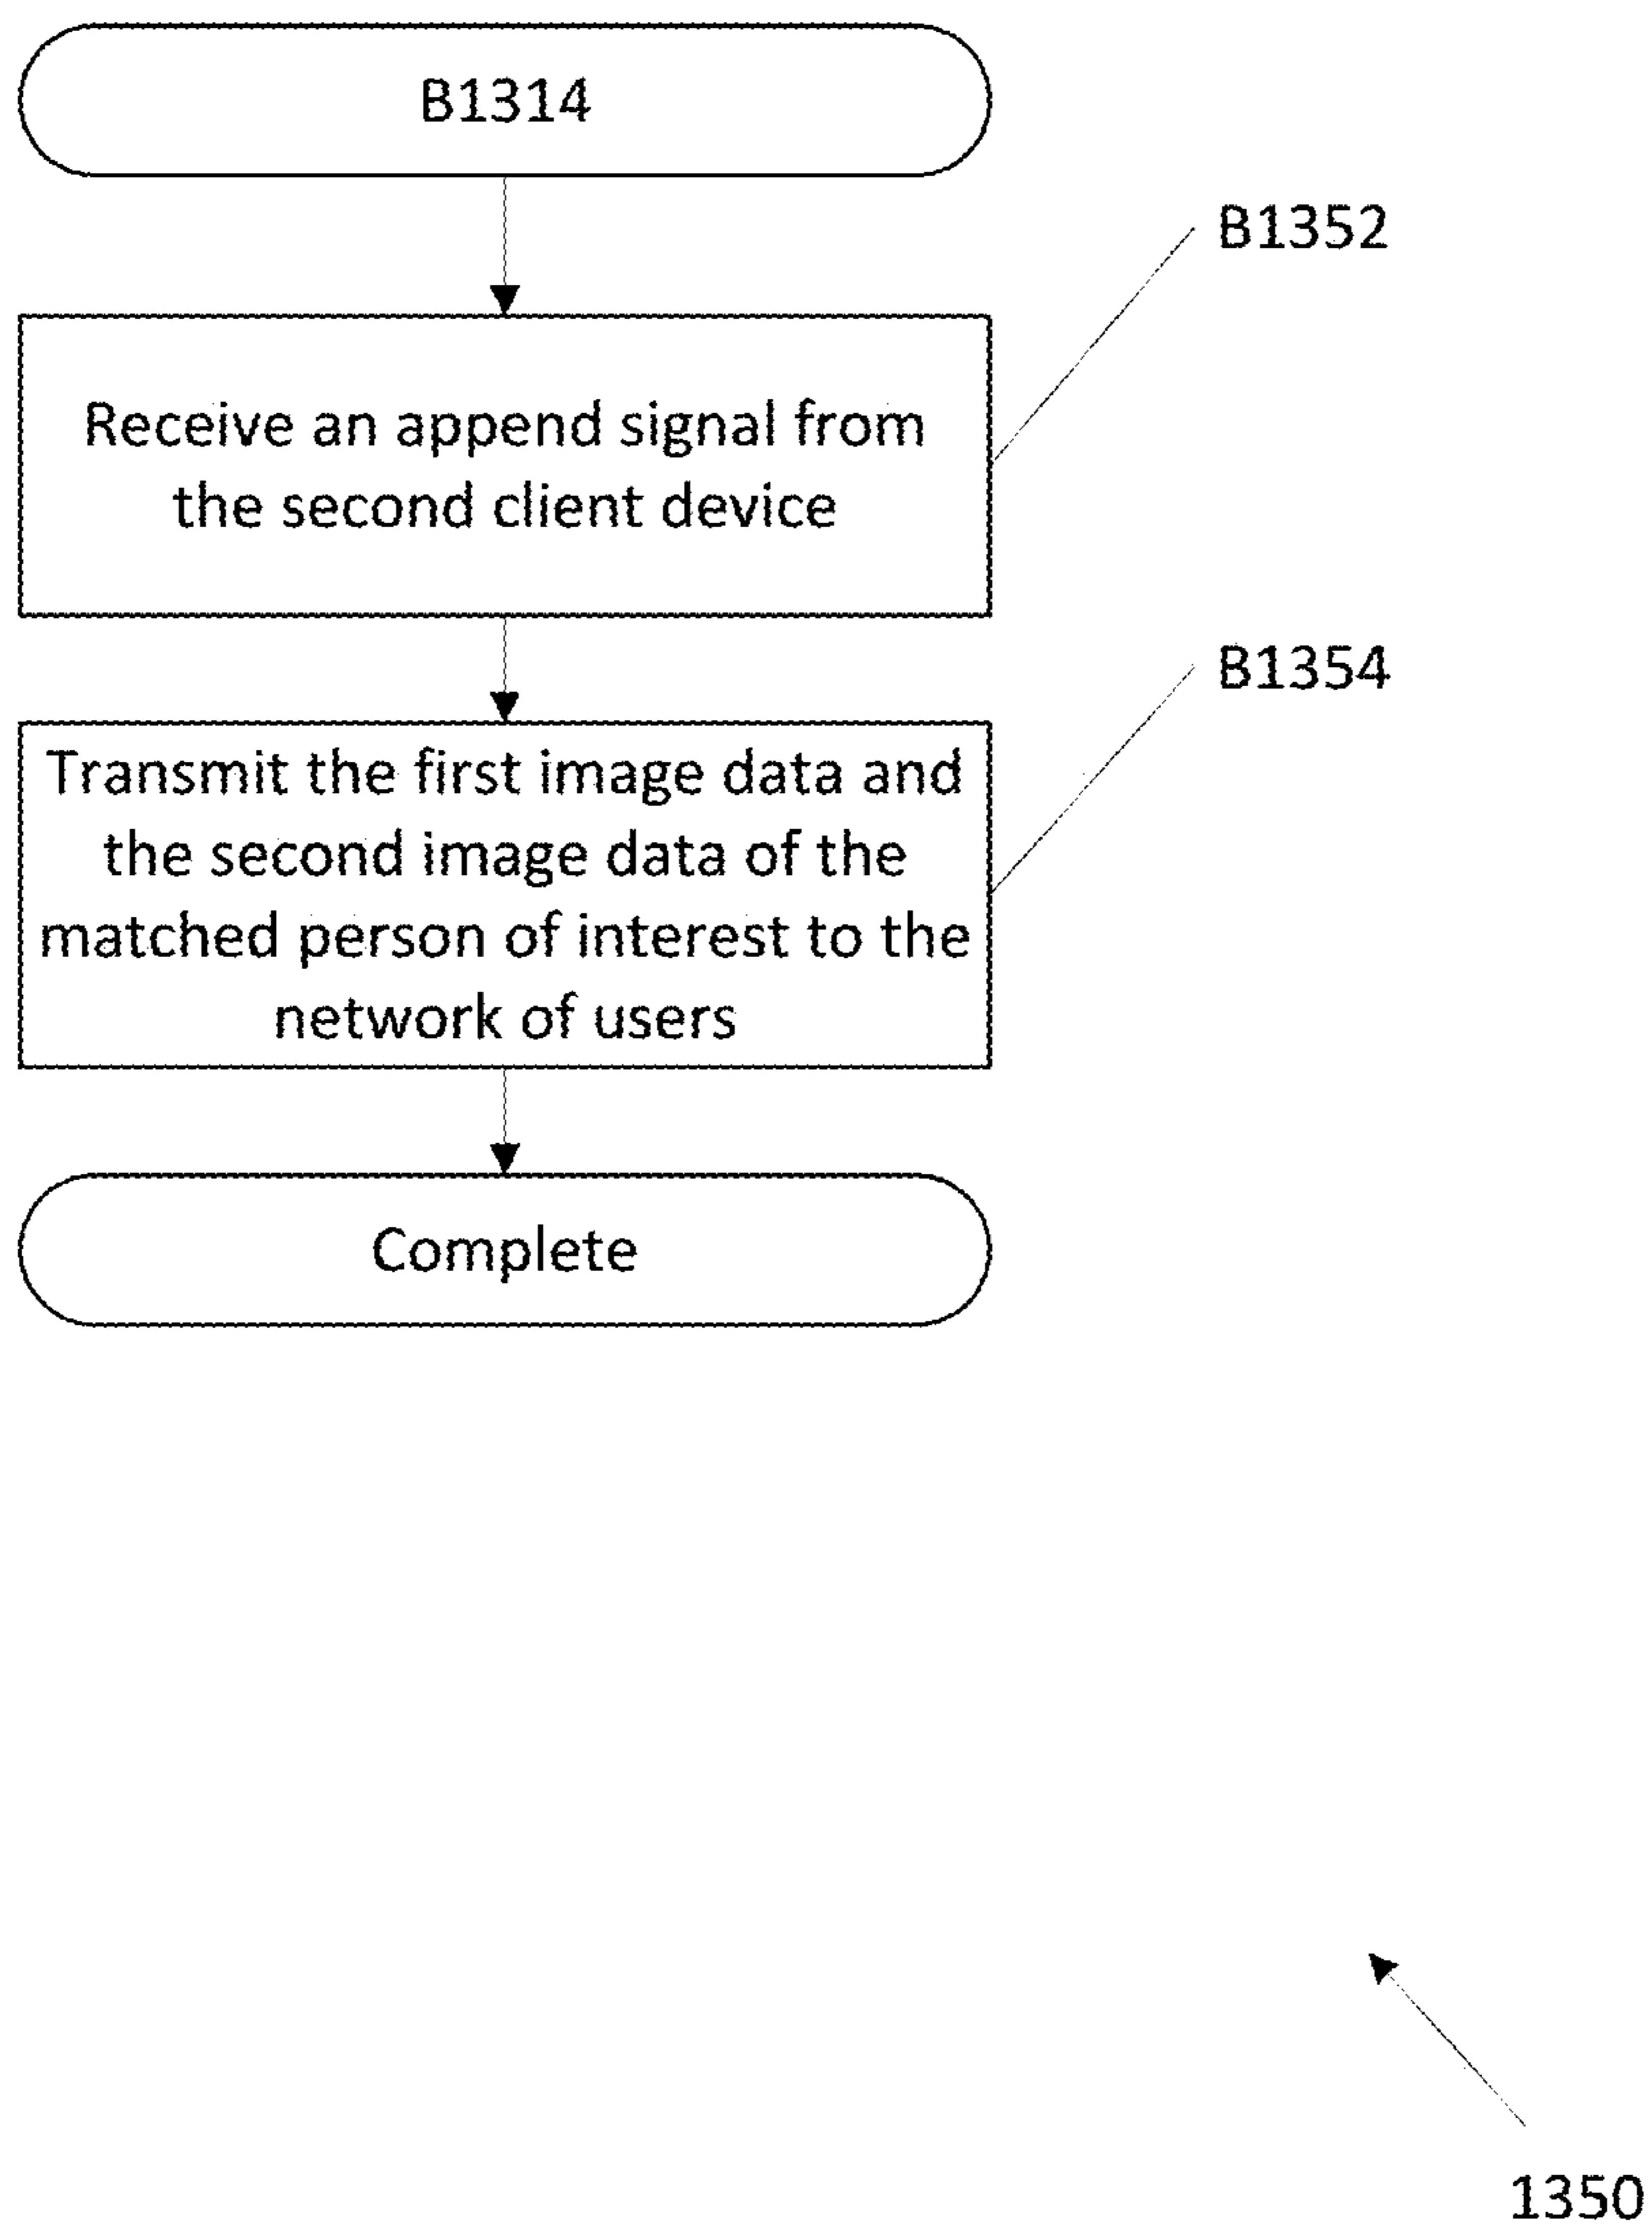 B1314
B1352
Receive an append signal from
the second client device
B1354
Transmit the first image data and
the second image data of the
matched person of interest to the
network of users
Complete
1350